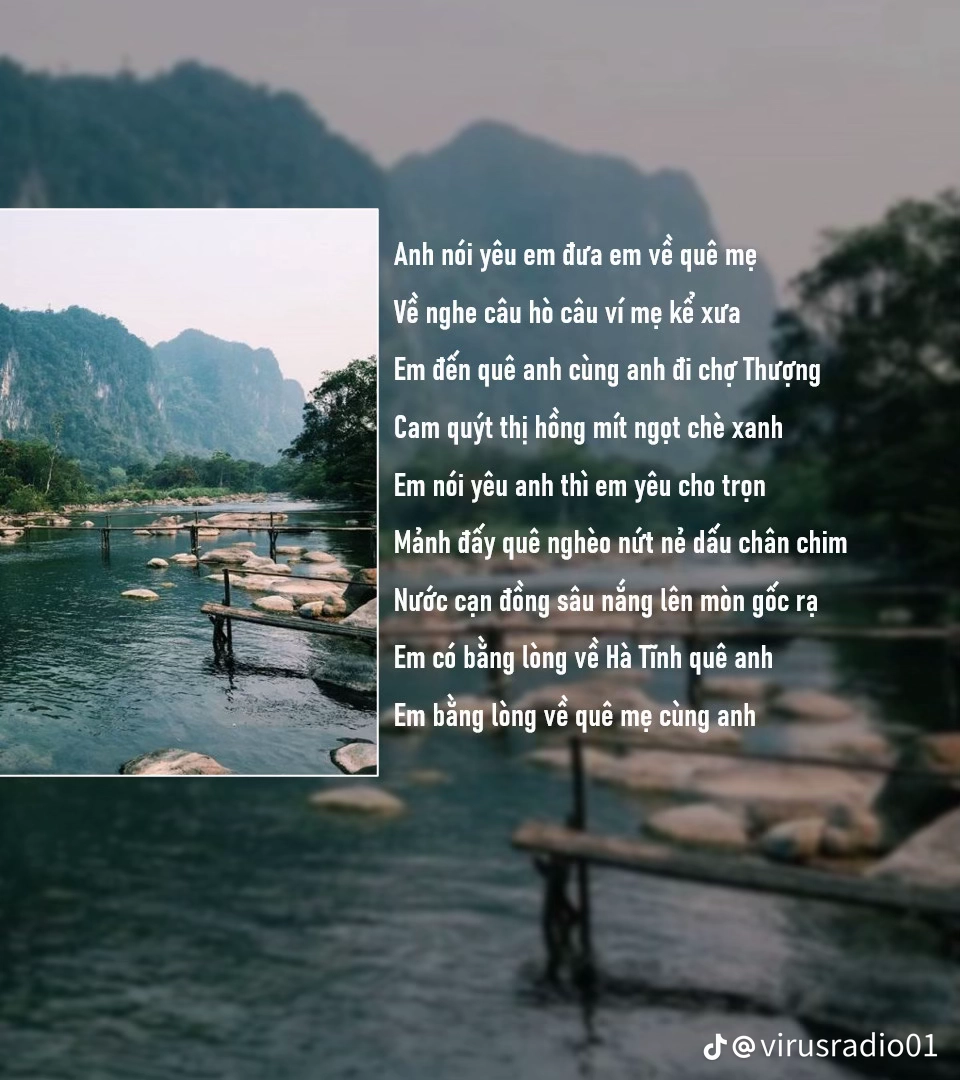 Anh nói yêu em đưa em về quê mẹ
Về nghe câu hò câu ví mẹ kể xưa
Em đến quê anh cùng anh đi chợ Thượng
Cam quýt thị hồng mít ngọt chè xanh
Em nói yêu anh thì em yêu cho trọn
Mảnh đấy quê nghèo nứt nẻ dấu chân chim
Nước cạn đồng sâu nắng lên mòn gốc rạ
Em có bằng lòng về Hà Tĩnh quê anh
Em bằng lòng về quê mẹ cùng anh
@virusradio01